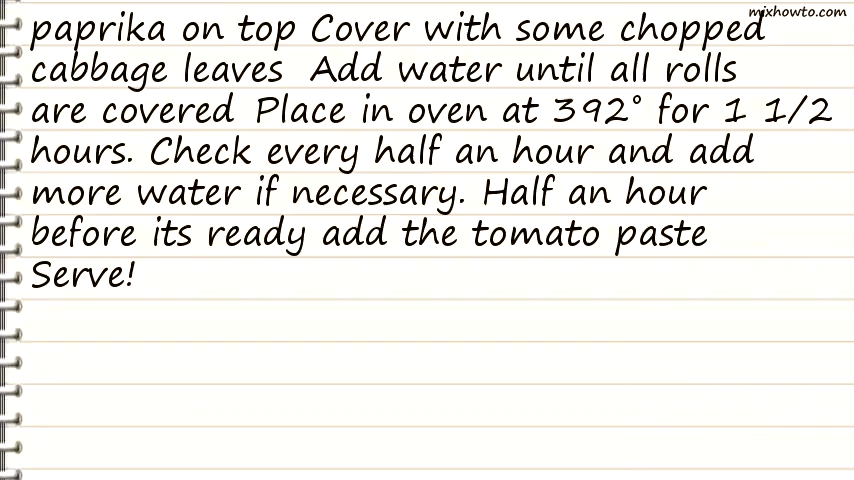 mixhowto.com
paprika on top Cover with some chopped
cabbage leaves  Add water until all rolls
are covered  Place in oven at 392° for 1 1/2
hours. Check every half an hour and add
more water if necessary. Half an hour
before its ready add the tomato paste
Serve!